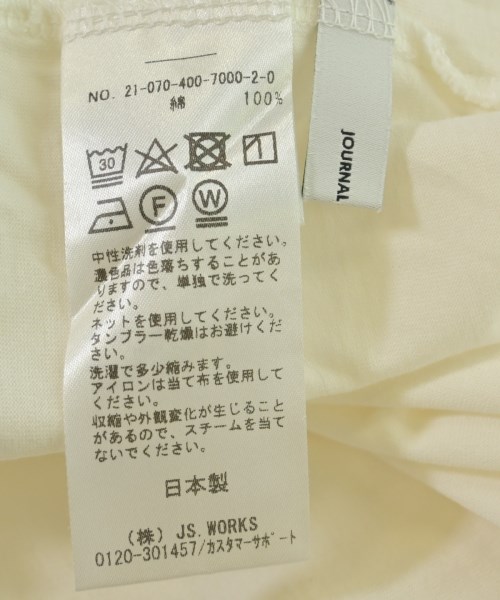 NO. 21-070-400-7000-2-0
綿 100%
30
F W
中性洗剤を使用してください。
濃色品は色落ちすることがあ
りますので、単独で洗ってく
ださい。
ネットを使用してください。
タンブラー乾燥はお避けくだ
さい。
洗濯で多少縮みます。
アイロンは当て布を使用して
ください。
収縮や外観変化が生じること
があるので、スチームを当て
ないでください。
日本製
(株) JS.WORKS
0120-301457/カスタマーサポート
JOURNAL